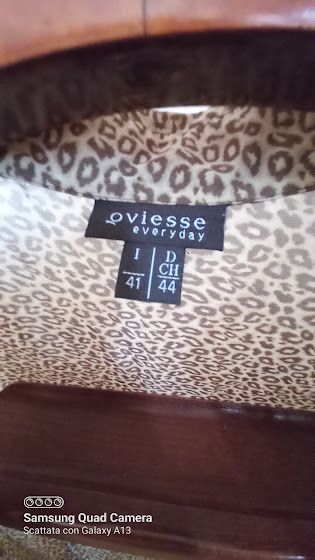 oviesse
everyday
I D
CH
41 44
Samsung Quad Camera
Scattata con Galaxy A13